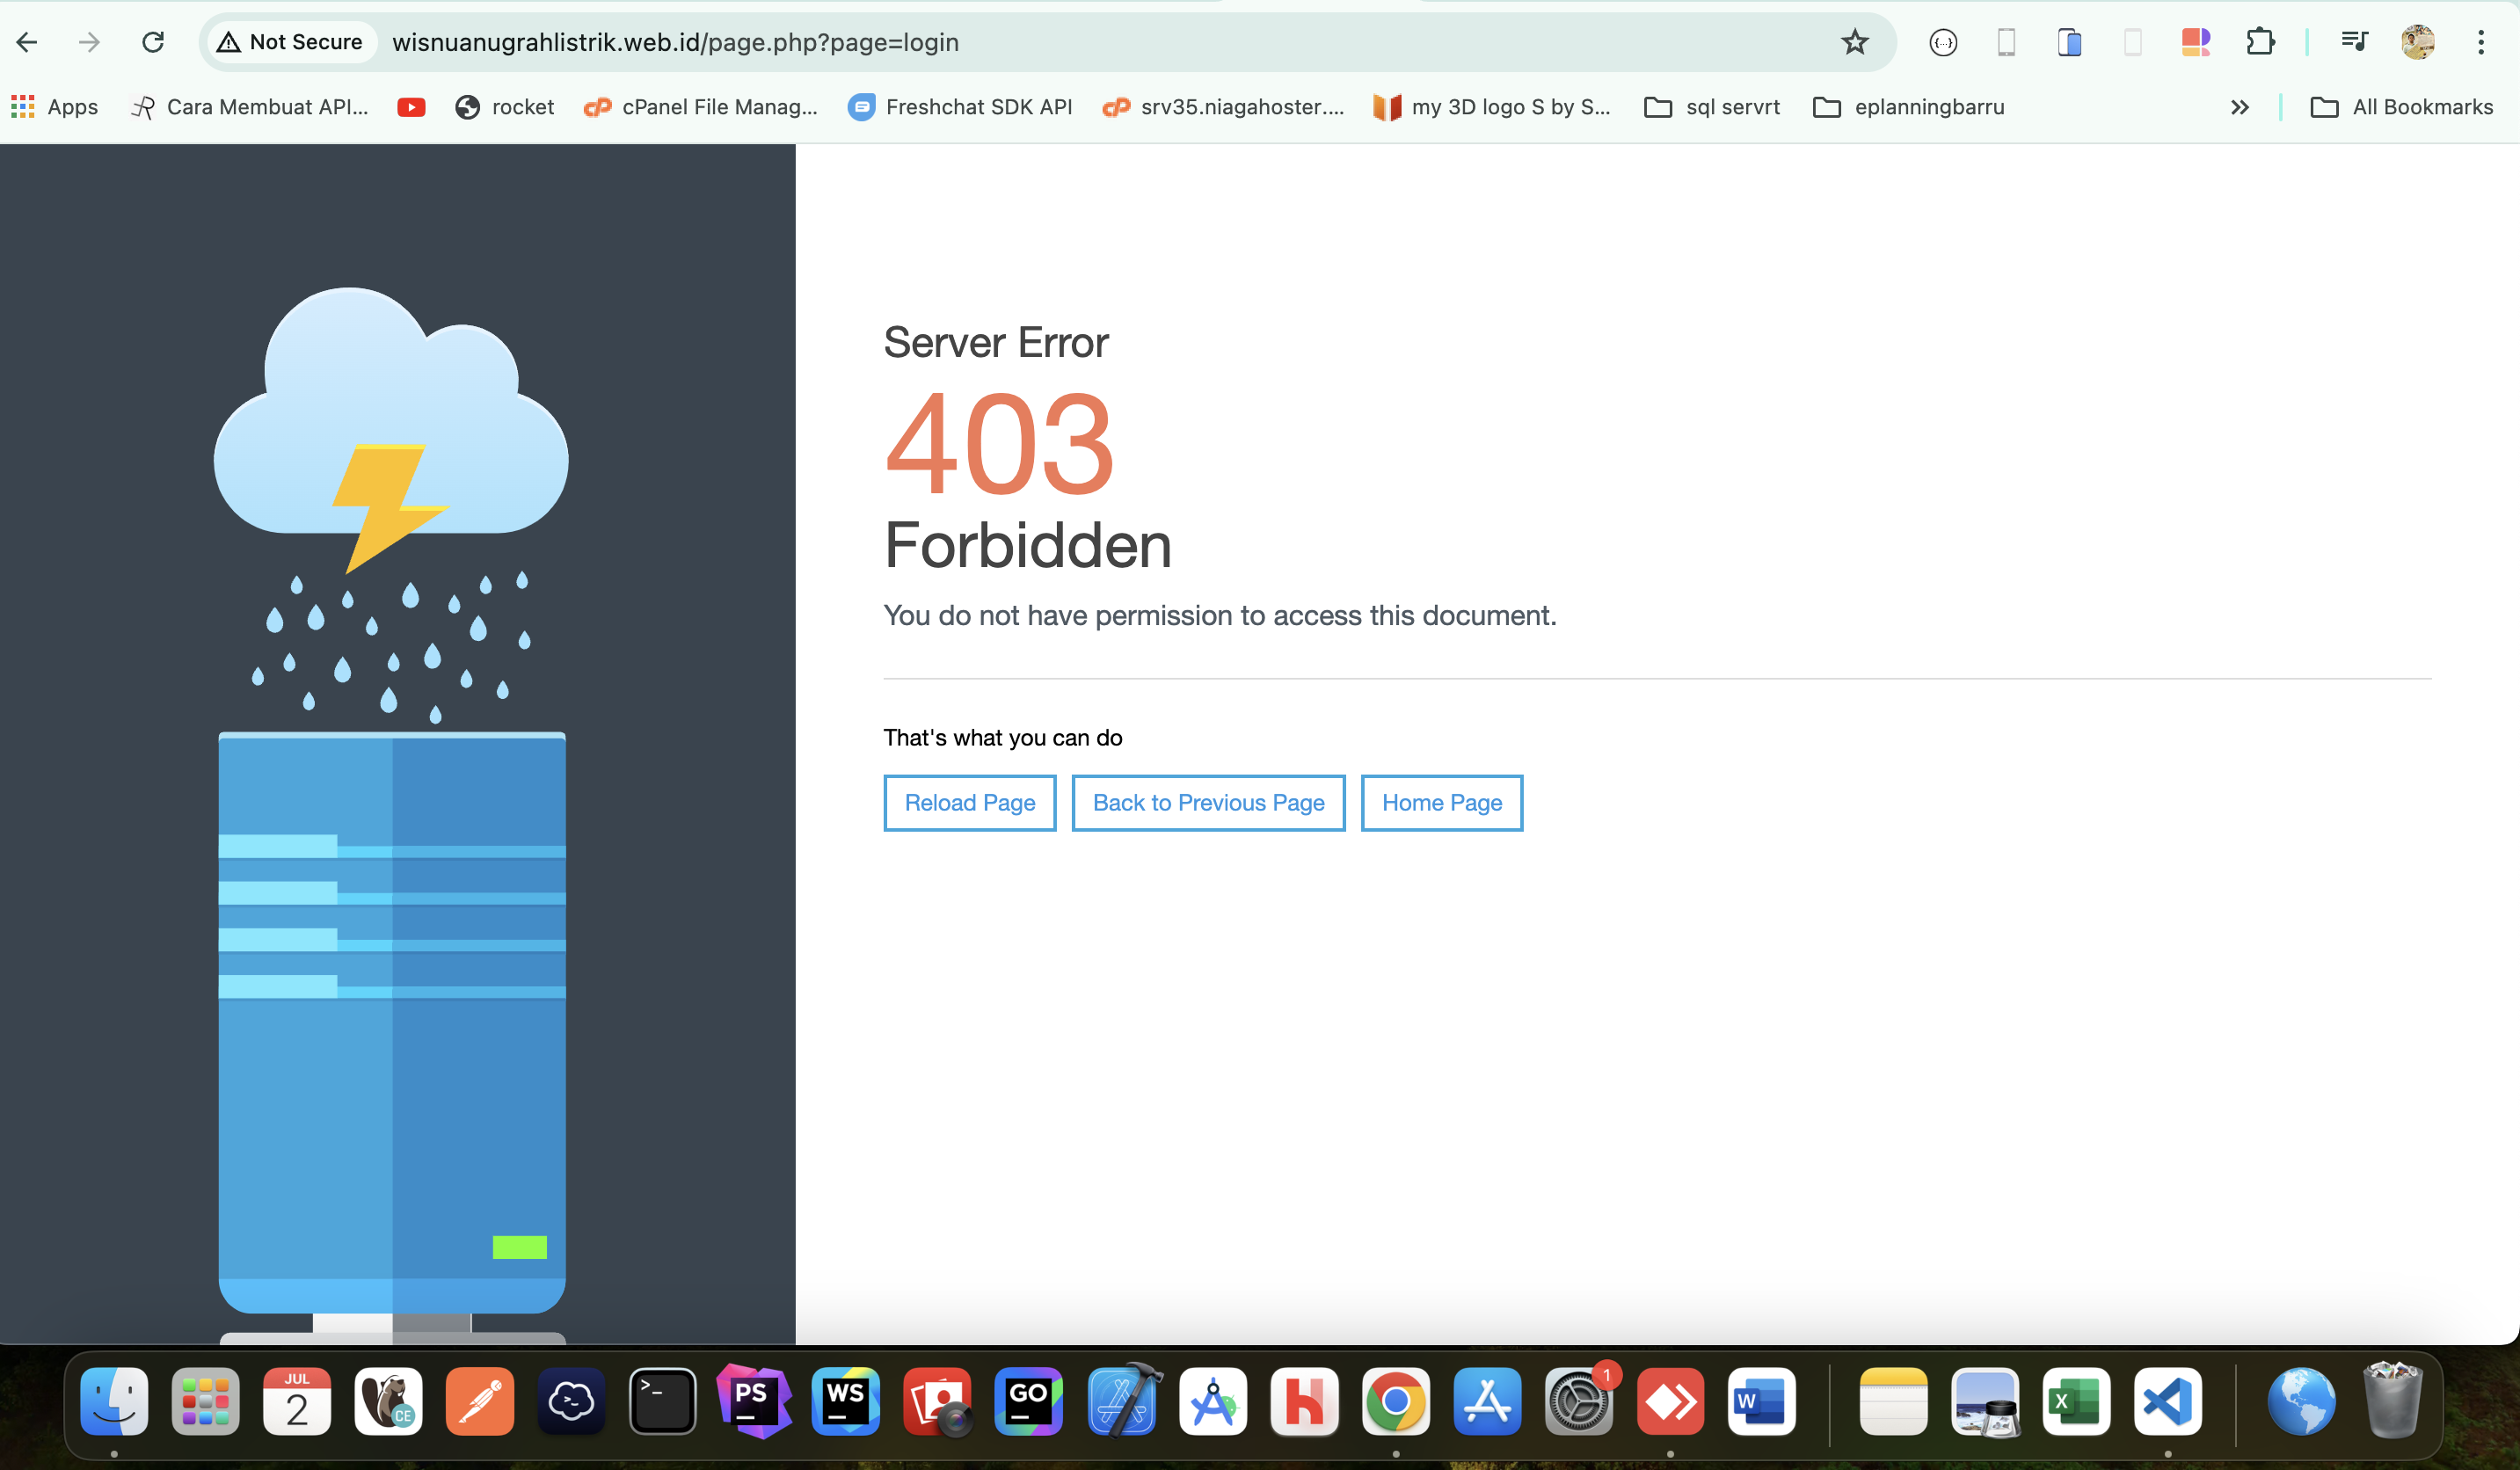 Not Secure wisnuanugrahlistrik.web.id/page.php?page=login
Apps Cara Membuat API... rocket cPanel File Manag... Freshchat SDK API srv35.niagahoster.... my 3D logo S by S... sql servrt eplanningbarru All Bookmarks
Server Error
403
Forbidden
You do not have permission to access this document.
That's what you can do
Reload Page Back to Previous Page Home Page
JUL
2
CE
PS
WS
GO
1
W
X